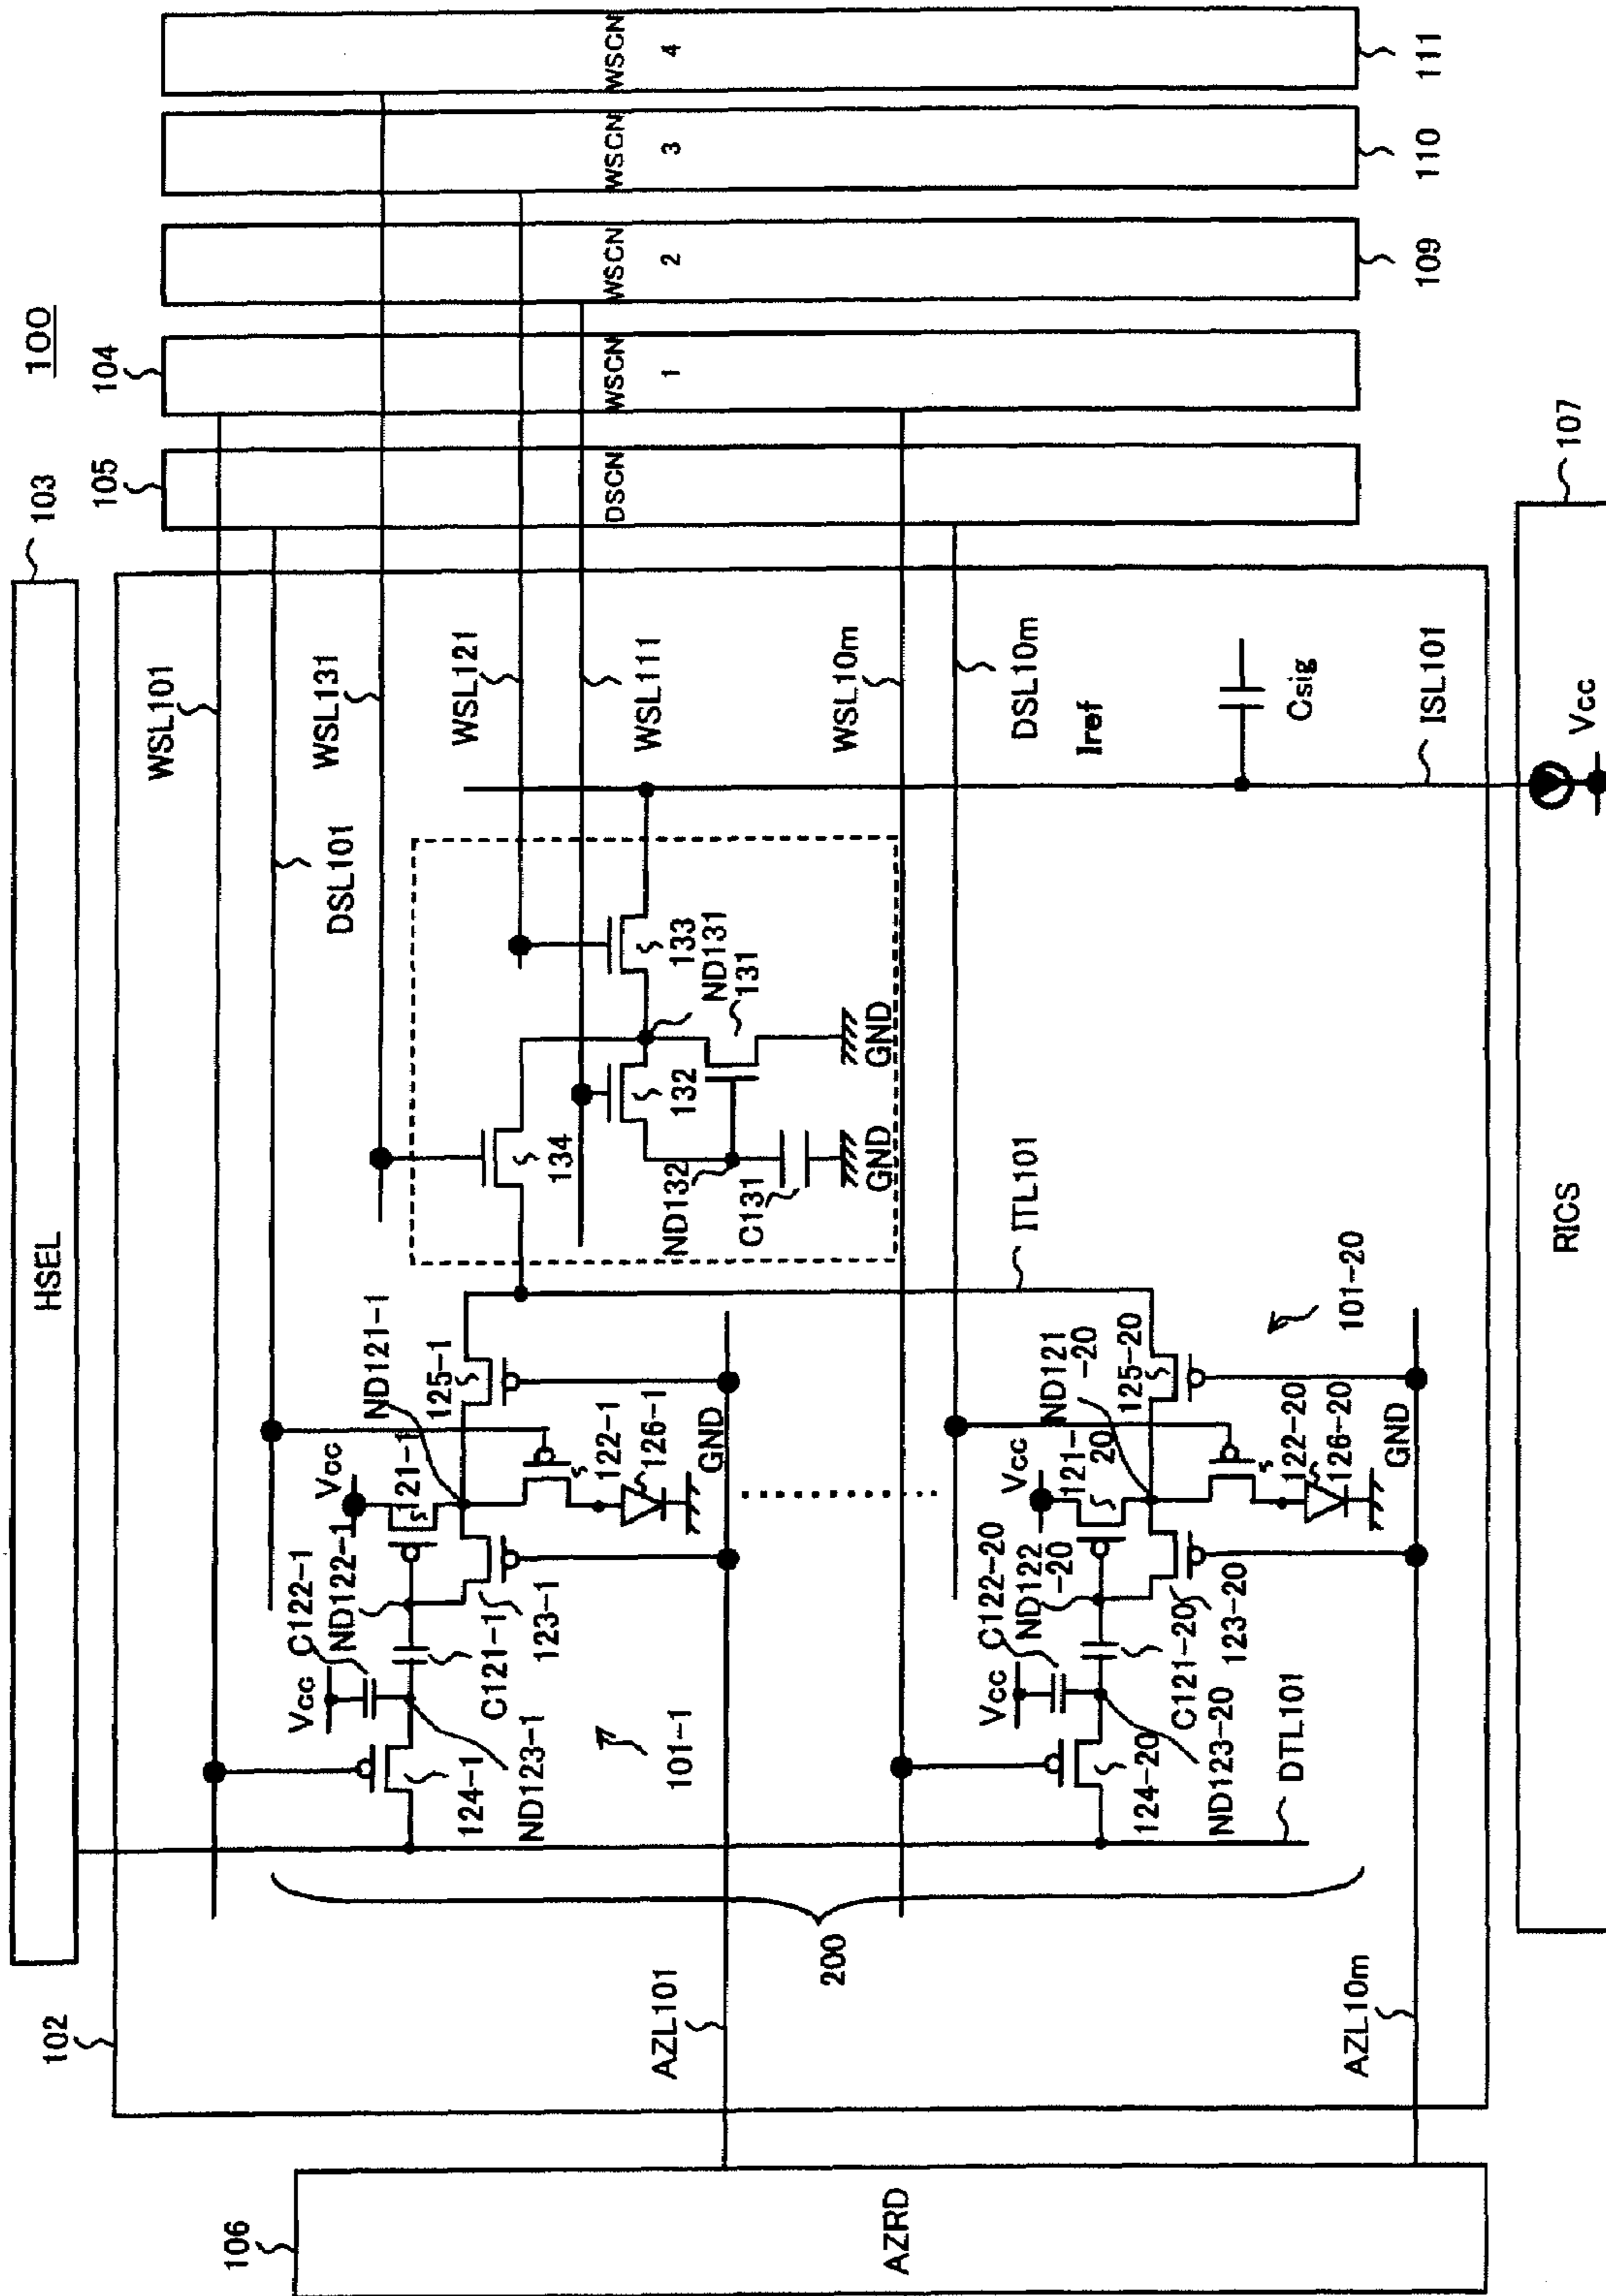 100
103
HSEL
102
WSL101
DSL101
WSL131
WSL121
WSL111
WSL10m
DSL10m
Iref
Csig
ISL101
Vcc
107
RICS
105
DSCN
104
WSCN
1
WSCN
2
109
WSCN
3
110
WSCN
4
111
106
AZRD
AZL101
AZL10m
200
101-1
124-1
ND123-1
Vcc
C122-1
C121-1
ND122-1
123-1
Vcc
121-1
ND121-1
125-1
122-1
126-1
GND
134
132
133
ND131
131
ND132
C131
GND
GND
ITL101
101-20
124-20
ND123-20
DTL101
Vcc
C122-20
C121-20
ND122
-20
123-20
Vcc
121-
20
ND121
-20
125-20
122-20
126-20
GND